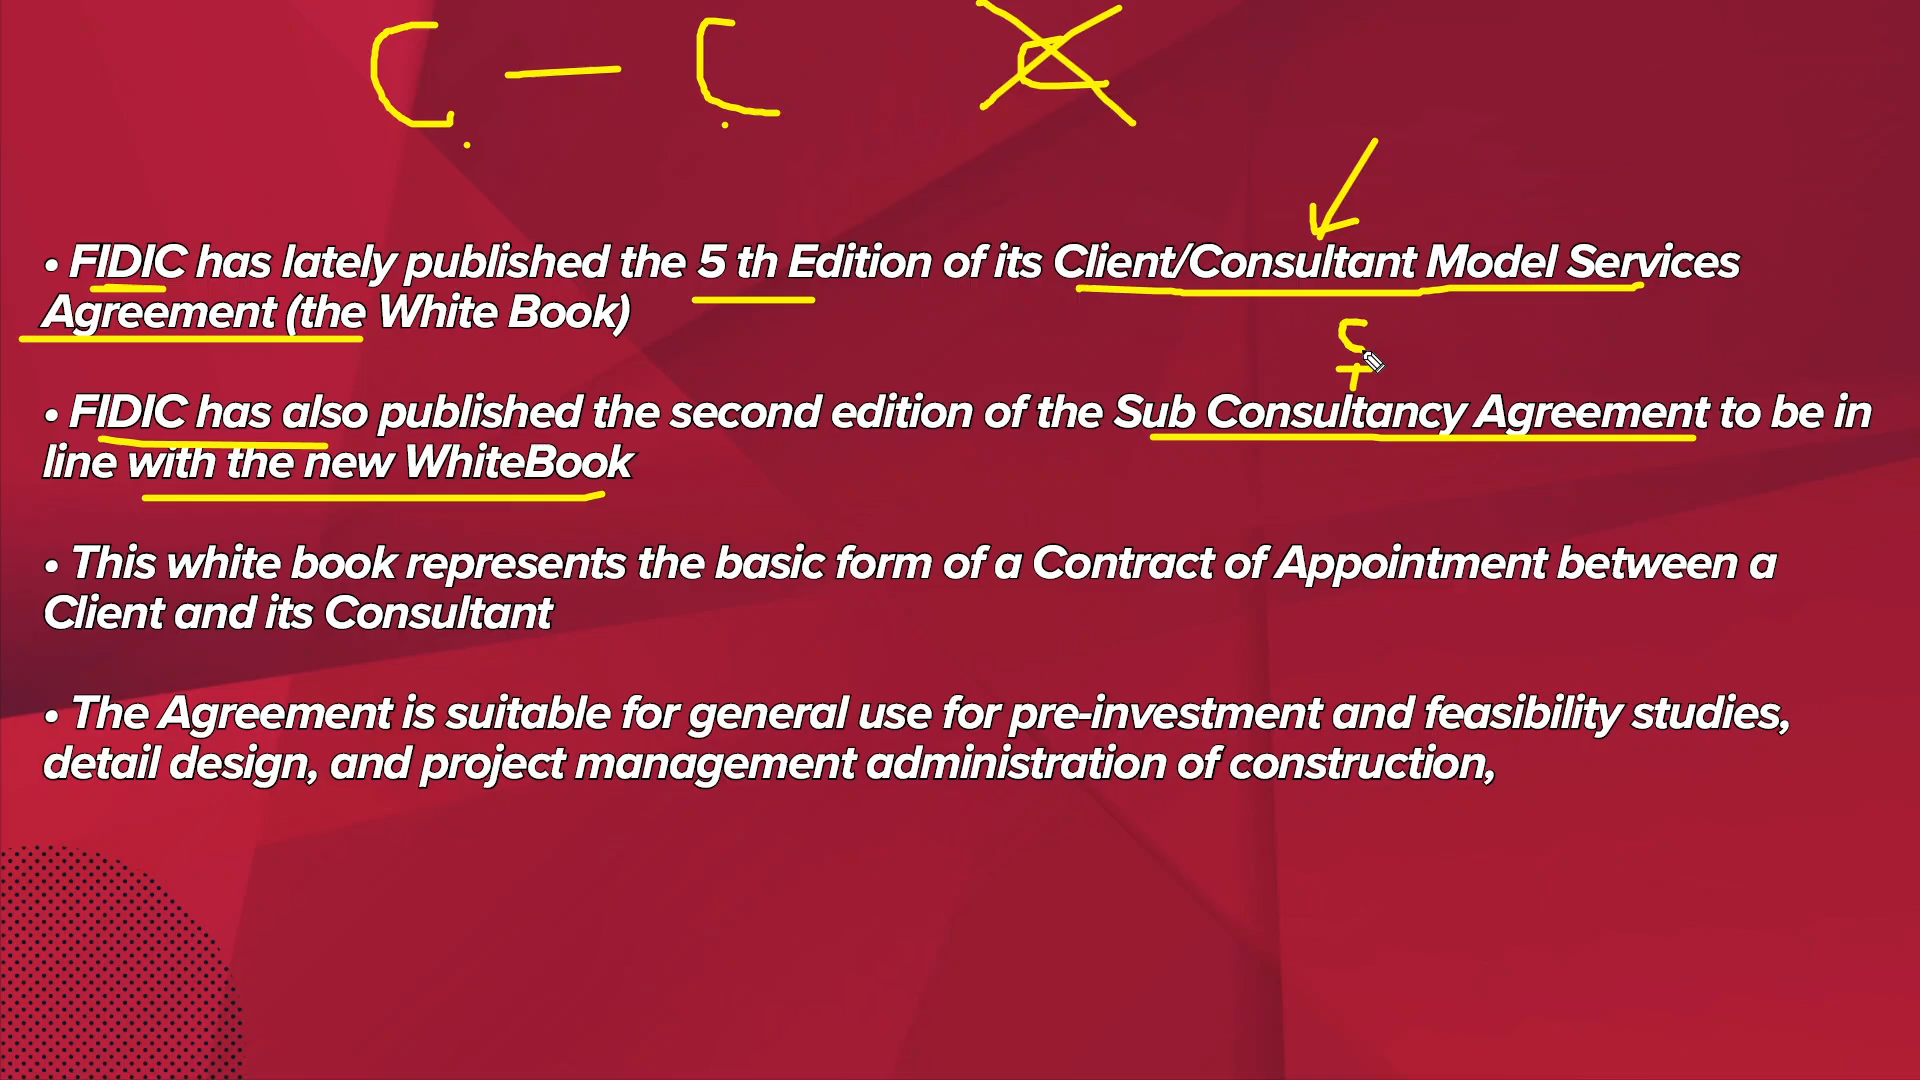 C. — C. C
• FIDIC has lately published the 5 th Edition of its Client/Consultant Model Services
Agreement (the White Book)
C
• FIDIC has also published the second edition of the Sub Consultancy Agreement to be in
line with the new WhiteBook
• This white book represents the basic form of a Contract of Appointment between a
Client and its Consultant
• The Agreement is suitable for general use for pre-investment and feasibility studies,
detail design, and project management administration of construction,